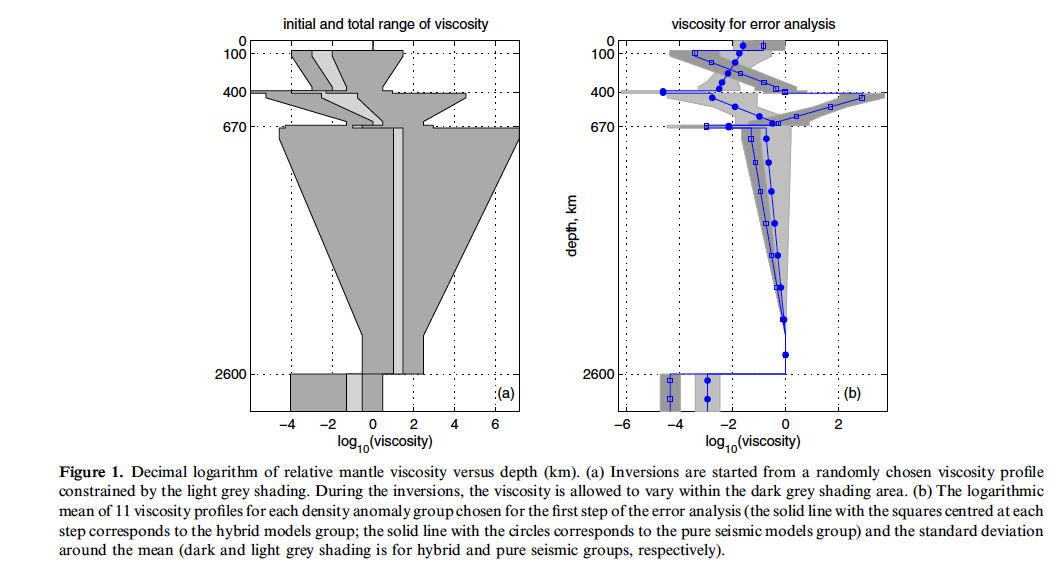 initial and total range of viscosity
0
100
400
670
2600
(a)
−4 −2 0 2 4 6
log10(viscosity)
viscosity for error analysis
depth, km
0
100
400
670
2600
(b)
−6 −4 −2 0 2
log10(viscosity)
Figure 1. Decimal logarithm of relative mantle viscosity versus depth (km). (a) Inversions are started from a randomly chosen viscosity profile
constrained by the light grey shading. During the inversions, the viscosity is allowed to vary within the dark grey shading area. (b) The logarithmic
mean of 11 viscosity profiles for each density anomaly group chosen for the first step of the error analysis (the solid line with the squares centred at each
step corresponds to the hybrid models group; the solid line with the circles corresponds to the pure seismic models group) and the standard deviation
around the mean (dark and light grey shading is for hybrid and pure seismic groups, respectively).